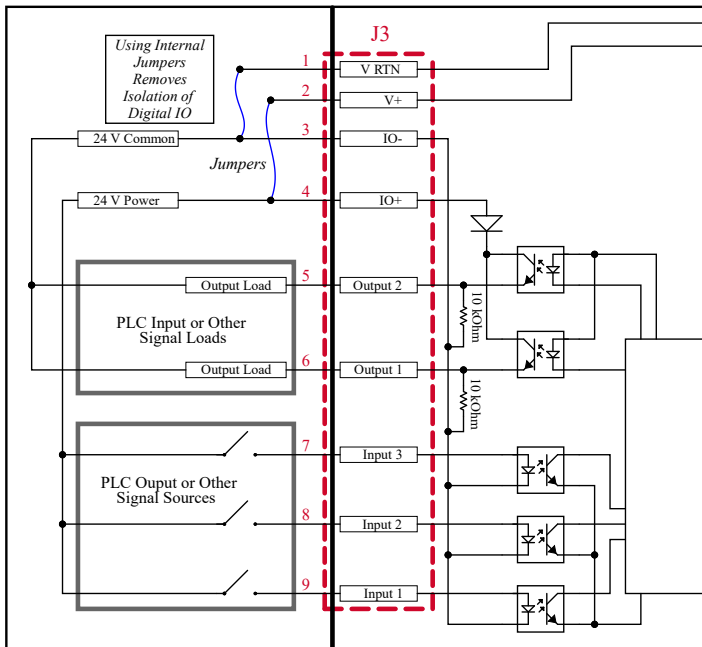 J3
Using Internal
Jumpers
Removes
Isolation of
Digital IO
1
V RTN
2
V+
24 V Common
3
IO-
Jumpers
24 V Power
4
IO+
Output Load
5
Output 2
10 kOhm
PLC Input or Other
Signal Loads
Output Load
6
Output 1
10 kOhm
7
Input 3
PLC Ouput or Other
Signal Sources
8
Input 2
9
Input 1